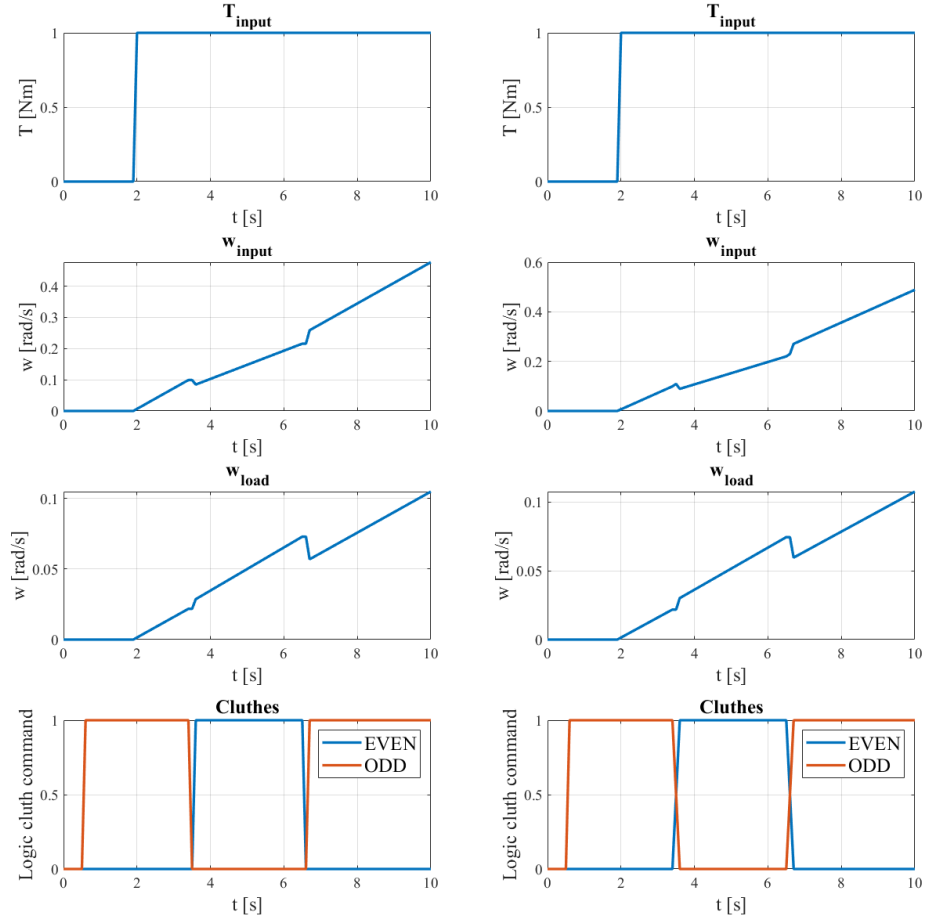 T_input
T [Nm]
1
0.5
0
0 2 4 6 8 10
t [s]
T_input
T [Nm]
1
0.5
0
0 2 4 6 8 10
t [s]
w_input
w [rad/s]
0.4
0.3
0.2
0.1
0
0 2 4 6 8 10
t [s]
w_input
w [rad/s]
0.6
0.4
0.2
0
0 2 4 6 8 10
t [s]
w_load
w [rad/s]
0.1
0.05
0
0 2 4 6 8 10
t [s]
w_load
w [rad/s]
0.1
0.05
0
0 2 4 6 8 10
t [s]
Cluthes
Logic cluth command
1
0.5
0
EVEN
ODD
0 2 4 6 8 10
t [s]
Cluthes
Logic cluth command
1
0.5
0
EVEN
ODD
0 2 4 6 8 10
t [s]